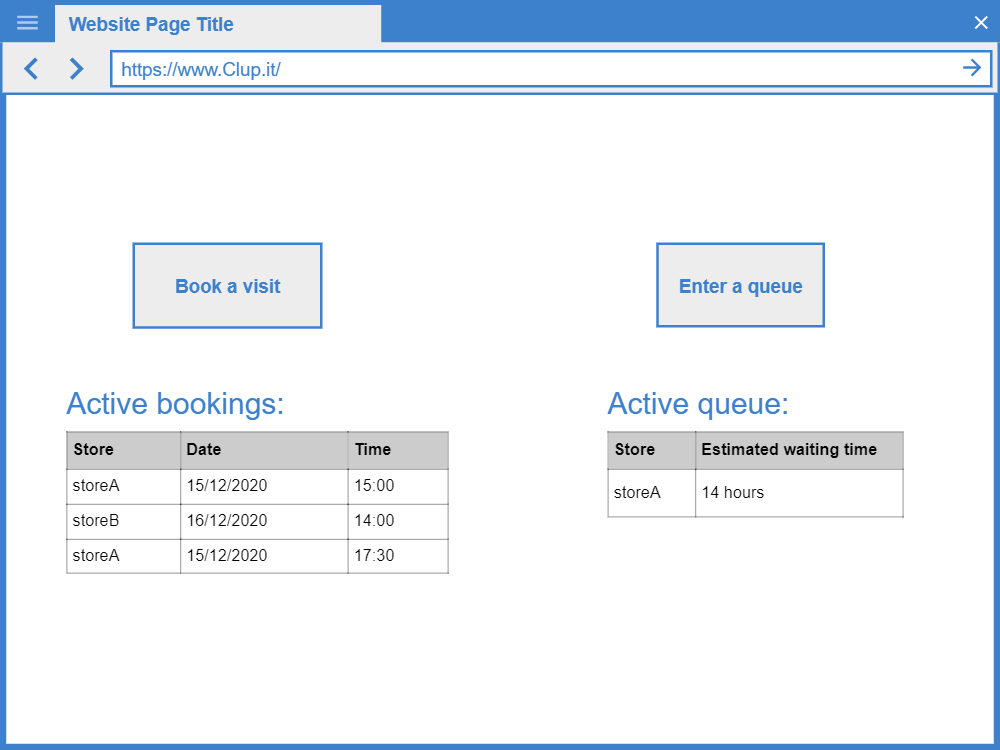 Website Page Title
https://www.Clup.it/
Book a visit
Enter a queue
Active bookings:
Store Date Time
storeA 15/12/2020 15:00
storeB 16/12/2020 14:00
storeA 15/12/2020 17:30
Active queue:
Store Estimated waiting time
storeA 14 hours